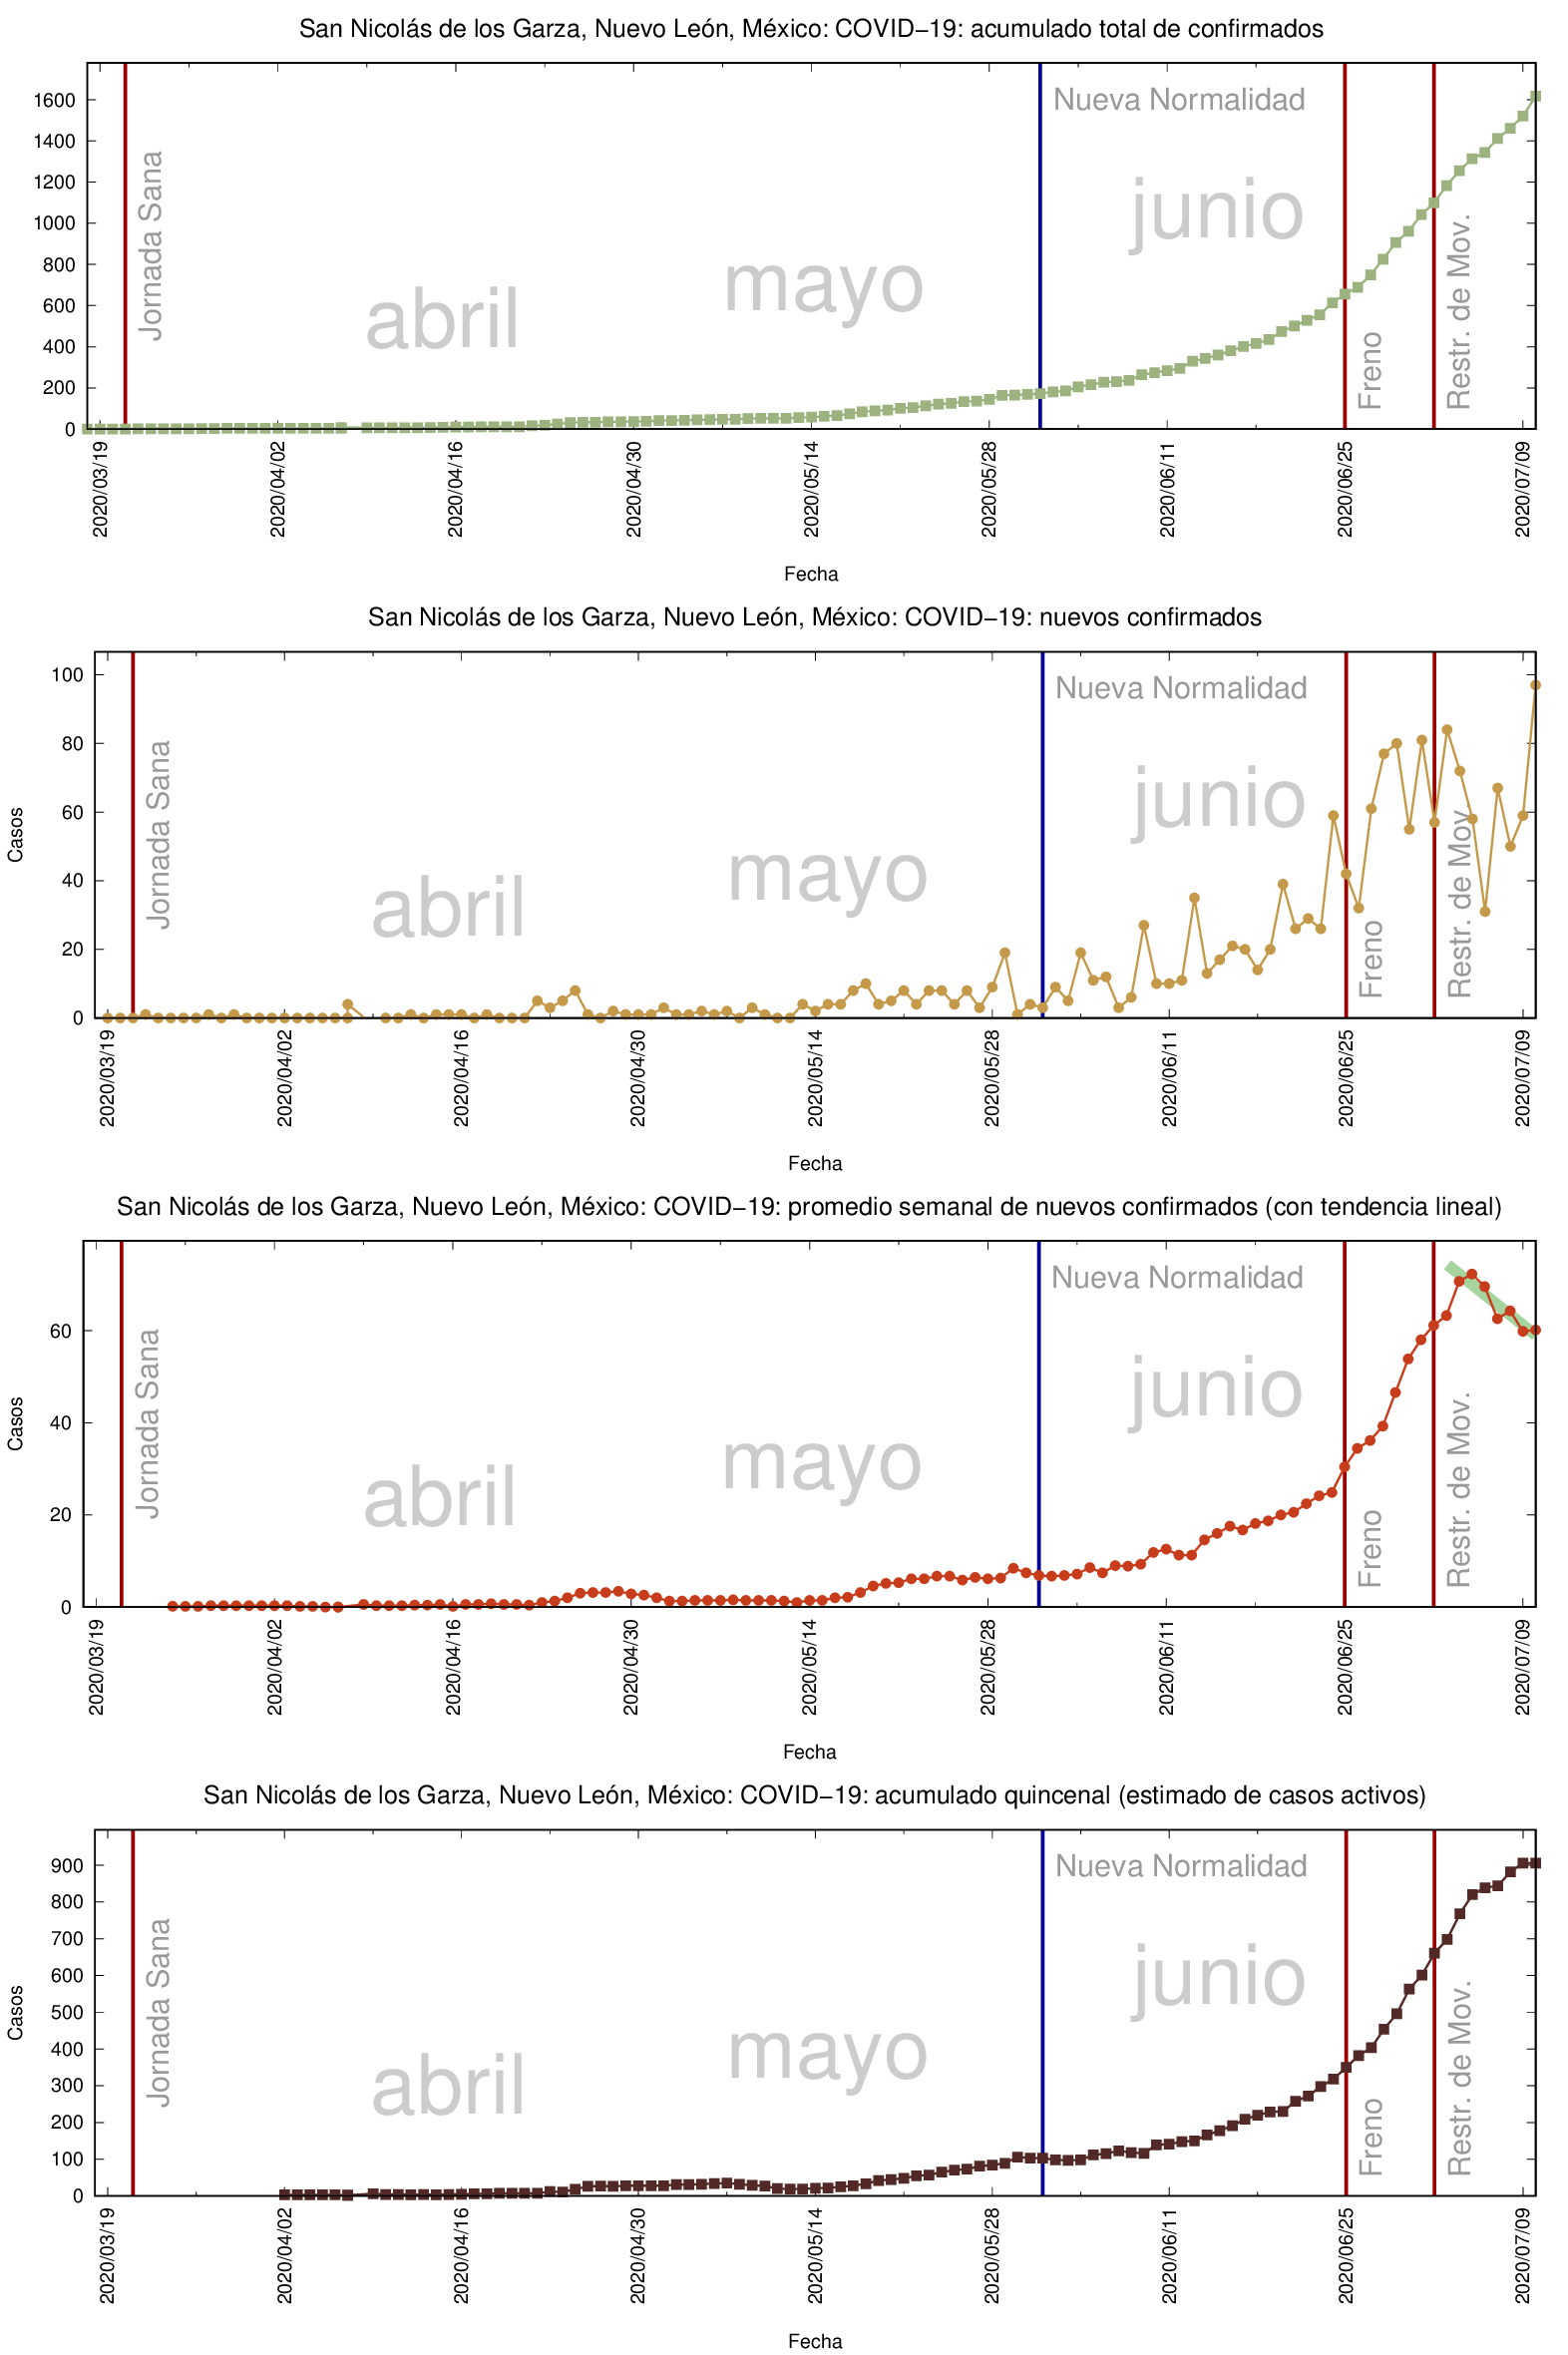 San Nicolás de los Garza, Nuevo León, México: COVID−19: acumulado total de confirmados
1600
1400
1200
1000
800
600
400
200
0
Jornada Sana
abril
mayo
Nueva Normalidad
junio
Freno
Restr. de Mov.
2020/03/19
2020/04/02
2020/04/16
2020/04/30
2020/05/14
2020/05/28
2020/06/11
2020/06/25
2020/07/09
Fecha
San Nicolás de los Garza, Nuevo León, México: COVID−19: nuevos confirmados
Casos
100
80
60
40
20
0
Jornada Sana
abril
mayo
Nueva Normalidad
junio
Freno
Restr. de Mov.
2020/03/19
2020/04/02
2020/04/16
2020/04/30
2020/05/14
2020/05/28
2020/06/11
2020/06/25
2020/07/09
Fecha
San Nicolás de los Garza, Nuevo León, México: COVID−19: promedio semanal de nuevos confirmados (con tendencia lineal)
Casos
60
40
20
0
Jornada Sana
abril
mayo
Nueva Normalidad
junio
Freno
Restr. de Mov.
2020/03/19
2020/04/02
2020/04/16
2020/04/30
2020/05/14
2020/05/28
2020/06/11
2020/06/25
2020/07/09
Fecha
San Nicolás de los Garza, Nuevo León, México: COVID−19: acumulado quincenal (estimado de casos activos)
Casos
900
800
700
600
500
400
300
200
100
0
Jornada Sana
abril
mayo
Nueva Normalidad
junio
Freno
Restr. de Mov.
2020/03/19
2020/04/02
2020/04/16
2020/04/30
2020/05/14
2020/05/28
2020/06/11
2020/06/25
2020/07/09
Fecha